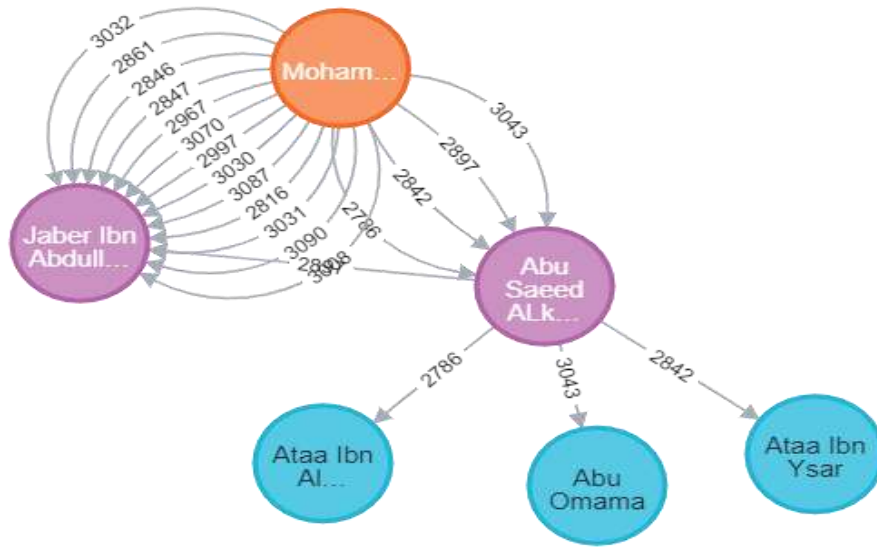 3032
2861
2846
2847
2967
3070
2997
3030
3087
2816
3031
3090
Moham...
3043
2897
2842
2786
Jaber Ibn
Abdull...
Abu
Saeed
ALk...
2786
3043
2842
Ataa Ibn
Al...
Abu
Omama
Ataa Ibn
Ysar